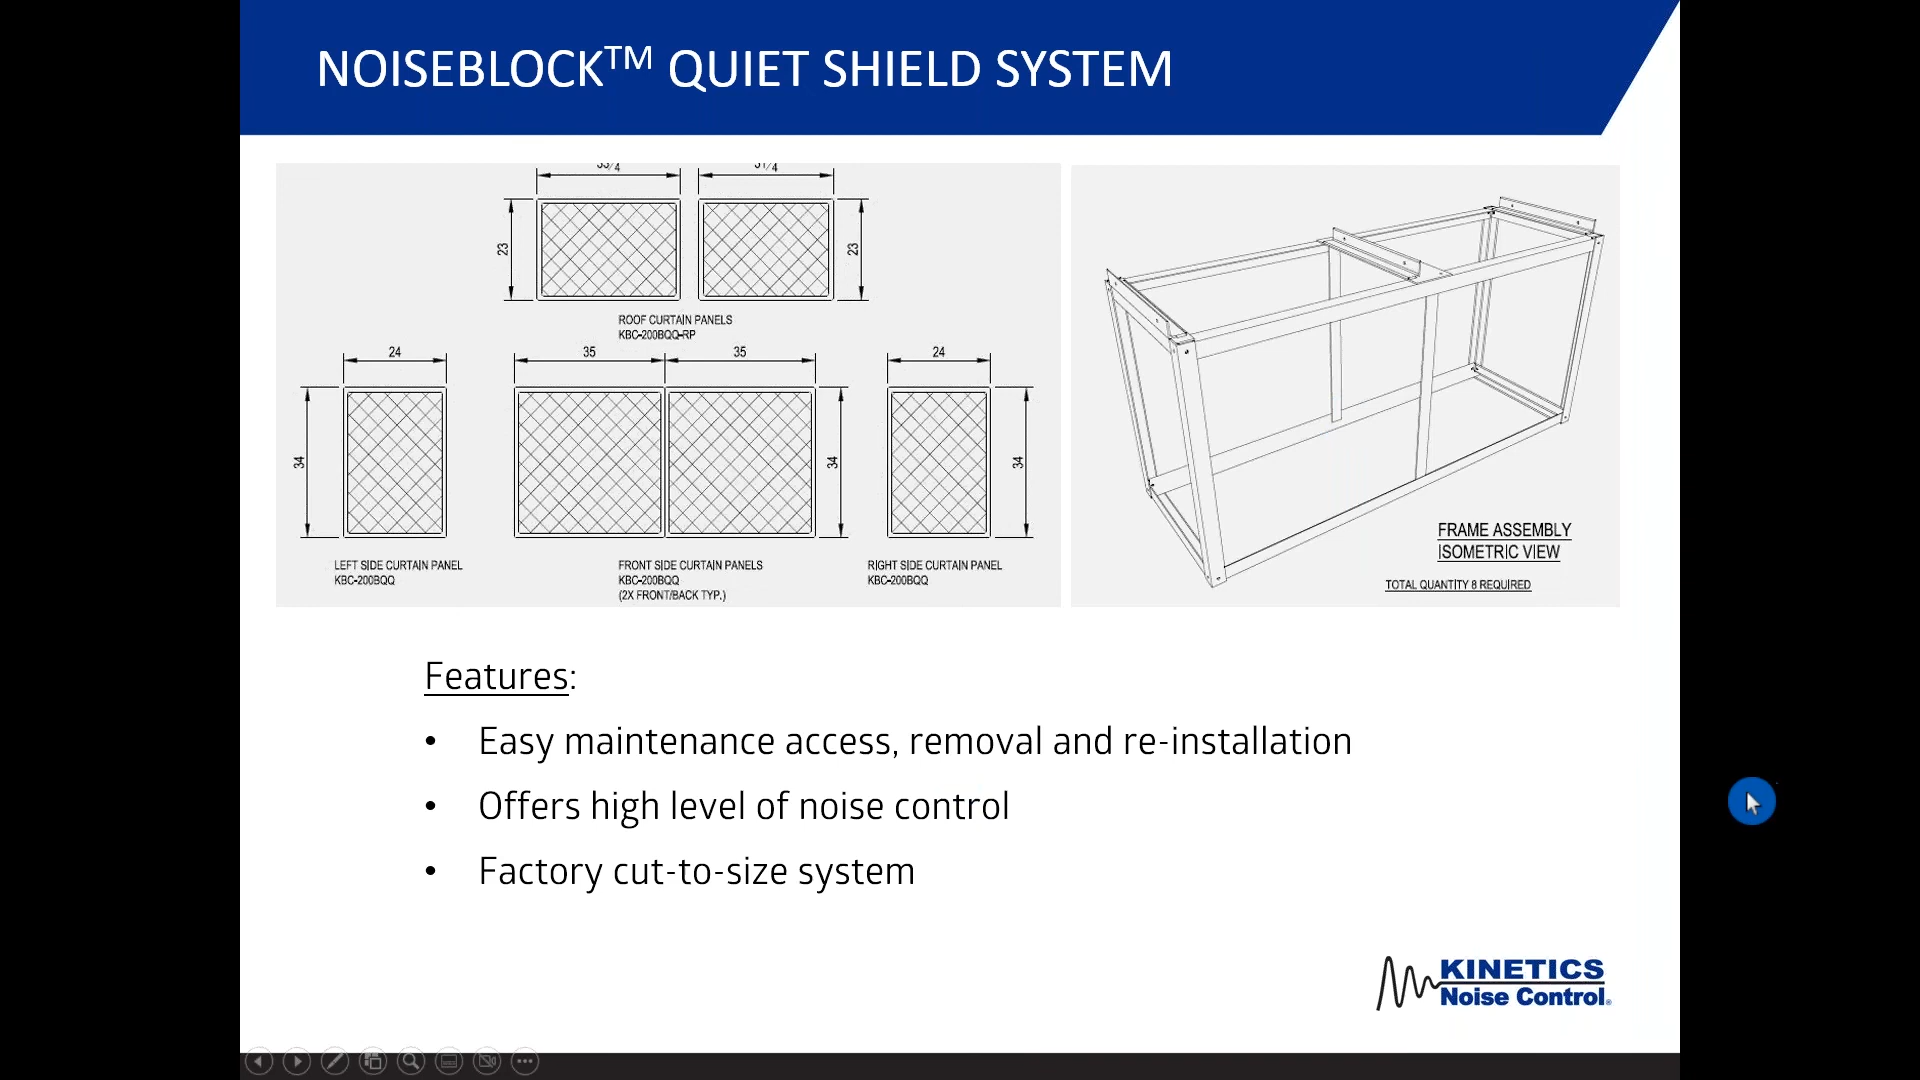 NOISEBLOCK™ QUIET SHIELD SYSTEM
23
23
ROOF CURTAIN PANELS
KBC-200BQQ-RP
24
35
35
24
34
34
34
LEFT SIDE CURTAIN PANEL
KBC-200BQQ
FRONT SIDE CURTAIN PANELS
KBC-200BQQ
(2X FRONT/BACK TYP.)
RIGHT SIDE CURTAIN PANEL
KBC-200BQQ
FRAME ASSEMBLY
ISOMETRIC VIEW
TOTAL QUANTITY 8 REQUIRED
Features:
• Easy maintenance access, removal and re-installation
• Offers high level of noise control
• Factory cut-to-size system
KINETICS
Noise Control®